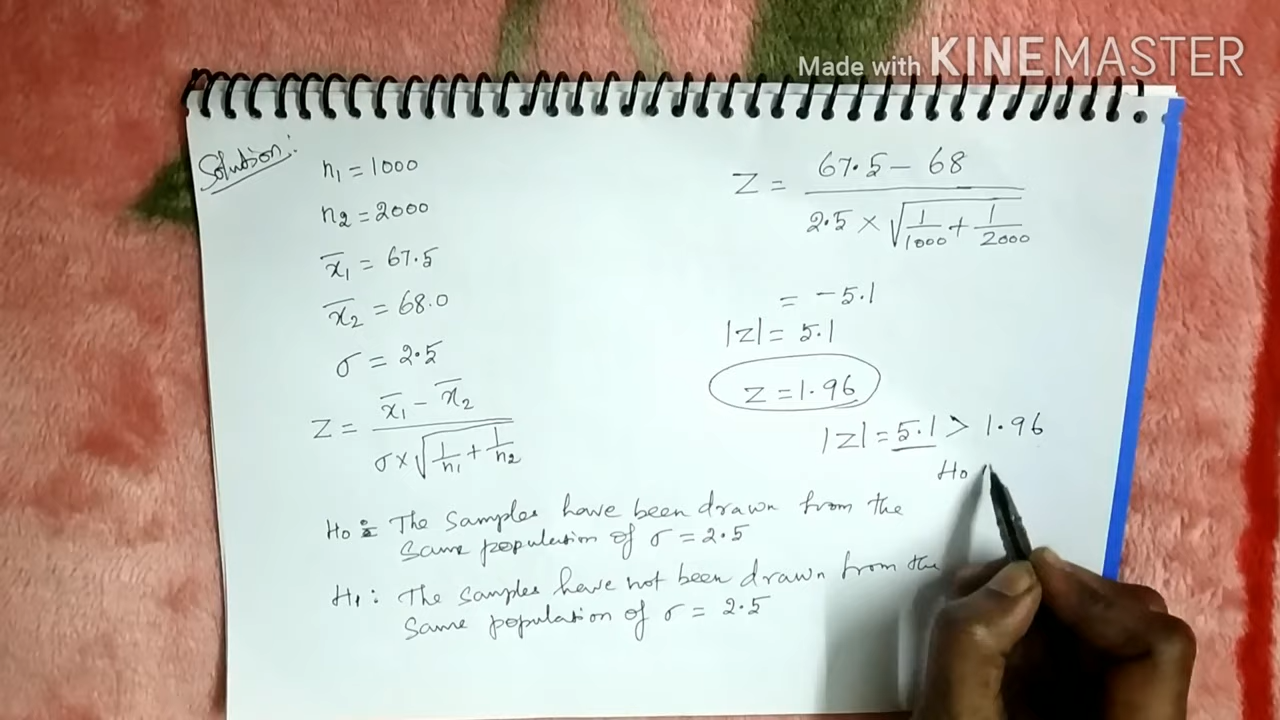 Made with KINEMASTER
Solution:
n₁ = 1000
n₂ = 2000
x̄₁ = 67.5
x̄₂ = 68.0
σ = 2.5
Z = (x̄₁ - x̄₂) / (σ × √(1/n₁ + 1/n₂))
Z = (67.5 - 68) / (2.5 × √(1/1000 + 1/2000))
= -5.1
|Z| = 5.1
Z = 1.96
|Z| = 5.1 > 1.96
H₀
H₀ : The samples have been drawn from the
same population of σ = 2.5
H₁ : The samples have not been drawn from the
same population of σ = 2.5